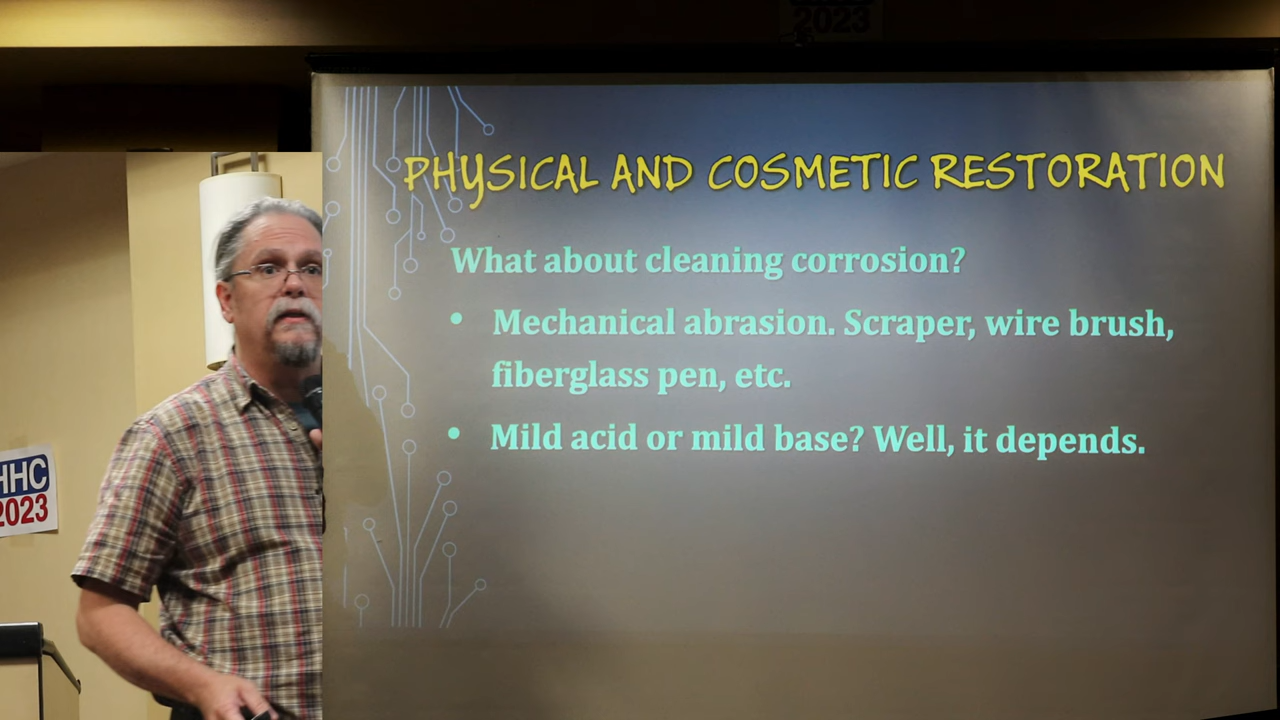 2023
PHYSICAL AND COSMETIC RESTORATION
What about cleaning corrosion?
• Mechanical abrasion. Scraper, wire brush,
fiberglass pen, etc.
• Mild acid or mild base? Well, it depends.
HHC
2023